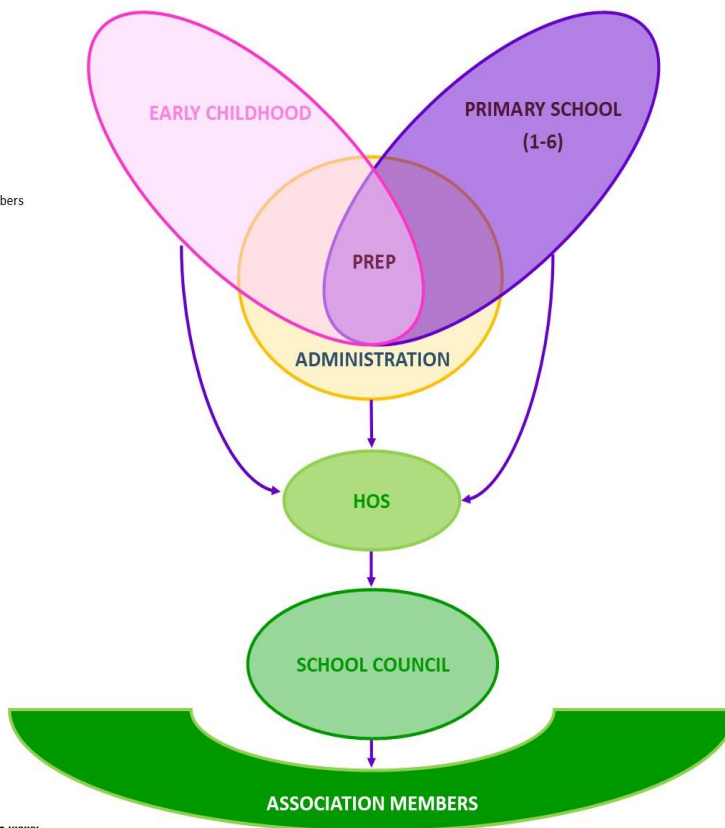 EARLY CHILDHOOD
PRIMARY SCHOOL
(1-6)
bers
PREP
ADMINISTRATION
HOS
SCHOOL COUNCIL
ASSOCIATION MEMBERS